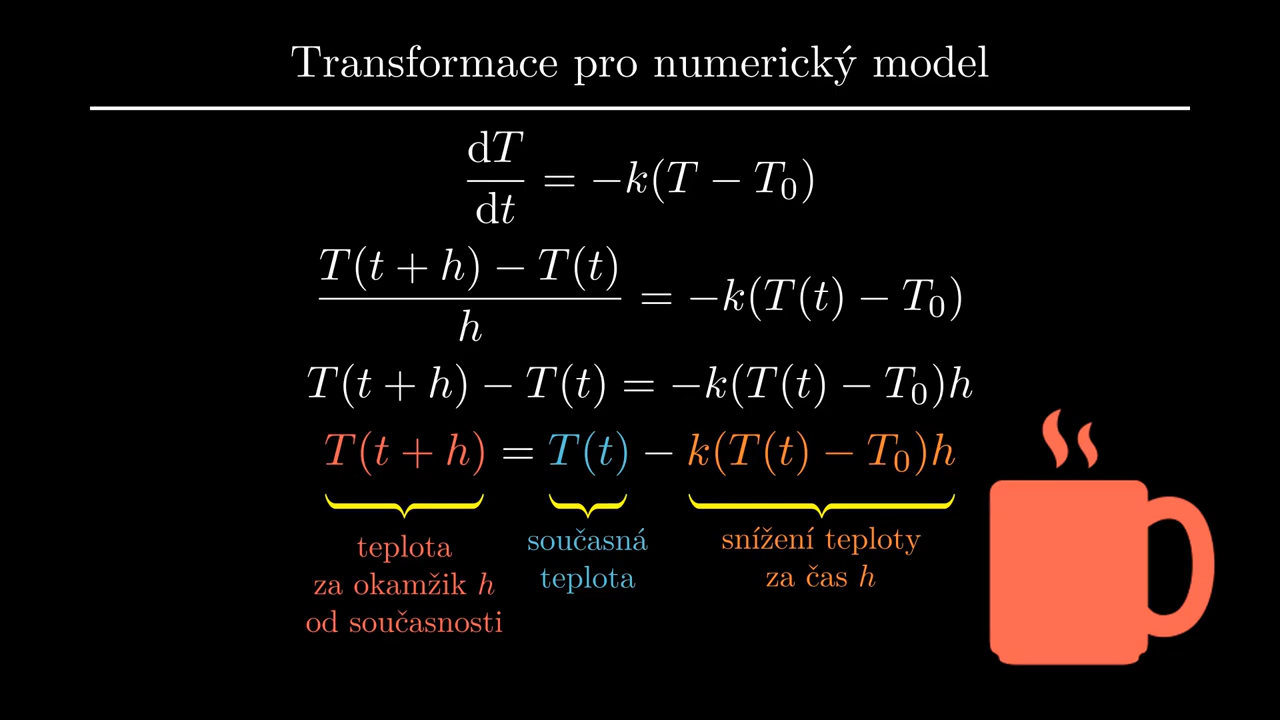 Transformace pro numerický model
dT/dt = −k(T − T₀)
(T(t + h) − T(t))/h = −k(T(t) − T₀)
T(t + h) − T(t) = −k(T(t) − T₀)h
T(t + h) = T(t) − k(T(t) − T₀)h
teplota
za okamžik h
od současnosti
současná
teplota
snížení teploty
za čas h